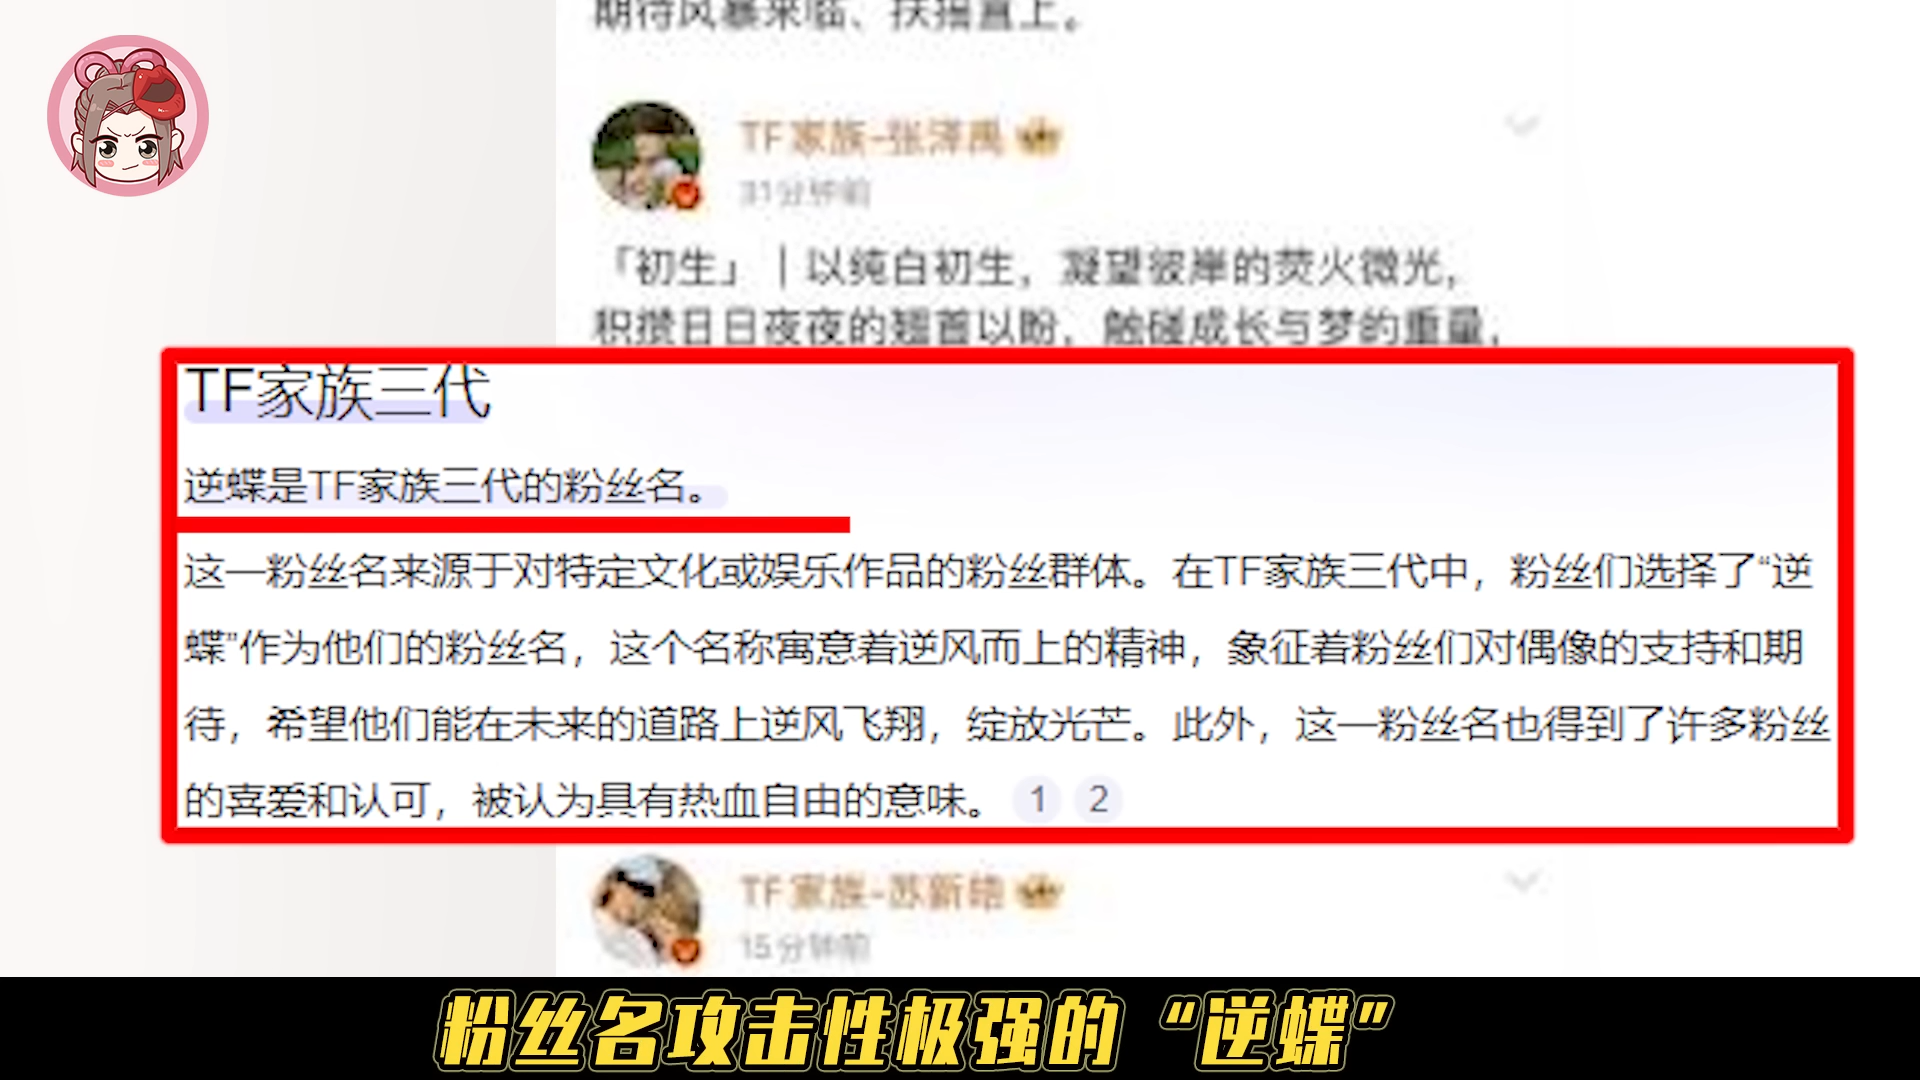 期待风暴来临、扶摇直上。
TF家族-张泽禹
31分钟前
「初生」｜以纯白初生，凝望彼岸的荧火微光，
积攒日日夜夜的翘首以盼，触碰成长与梦的重量，
TF家族三代
逆蝶是TF家族三代的粉丝名。
这一粉丝名来源于对特定文化或娱乐作品的粉丝群体。在TF家族三代中，粉丝们选择了“逆
蝶”作为他们的粉丝名，这个名称寓意着逆风而上的精神，象征着粉丝们对偶像的支持和期
待，希望他们能在未来的道路上逆风飞翔，绽放光芒。此外，这一粉丝名也得到了许多粉丝
的喜爱和认可，被认为具有热血自由的意味。 1 2
TF家族-苏新皓
15分钟前
粉丝名攻击性极强的“逆蝶”